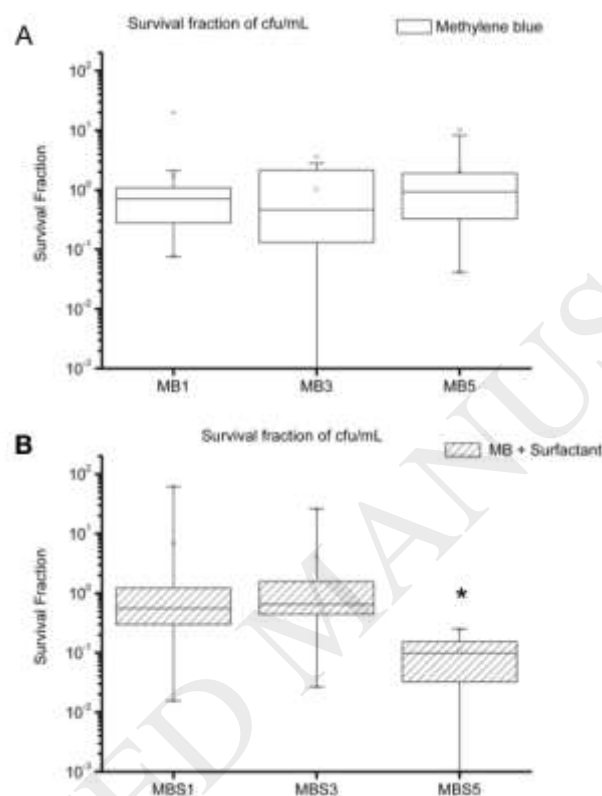 A
Survival fraction of cfu/mL
Methylene blue
Survival Fraction
10²
10¹
10⁰
10⁻¹
10⁻²
10⁻³
MB1 MB3 MB5
B
Survival fraction of cfu/mL
MB + Surfactant
Survival Fraction
10²
10¹
10⁰
10⁻¹
10⁻²
10⁻³
*
MBS1 MBS3 MBS5
ED MANUS